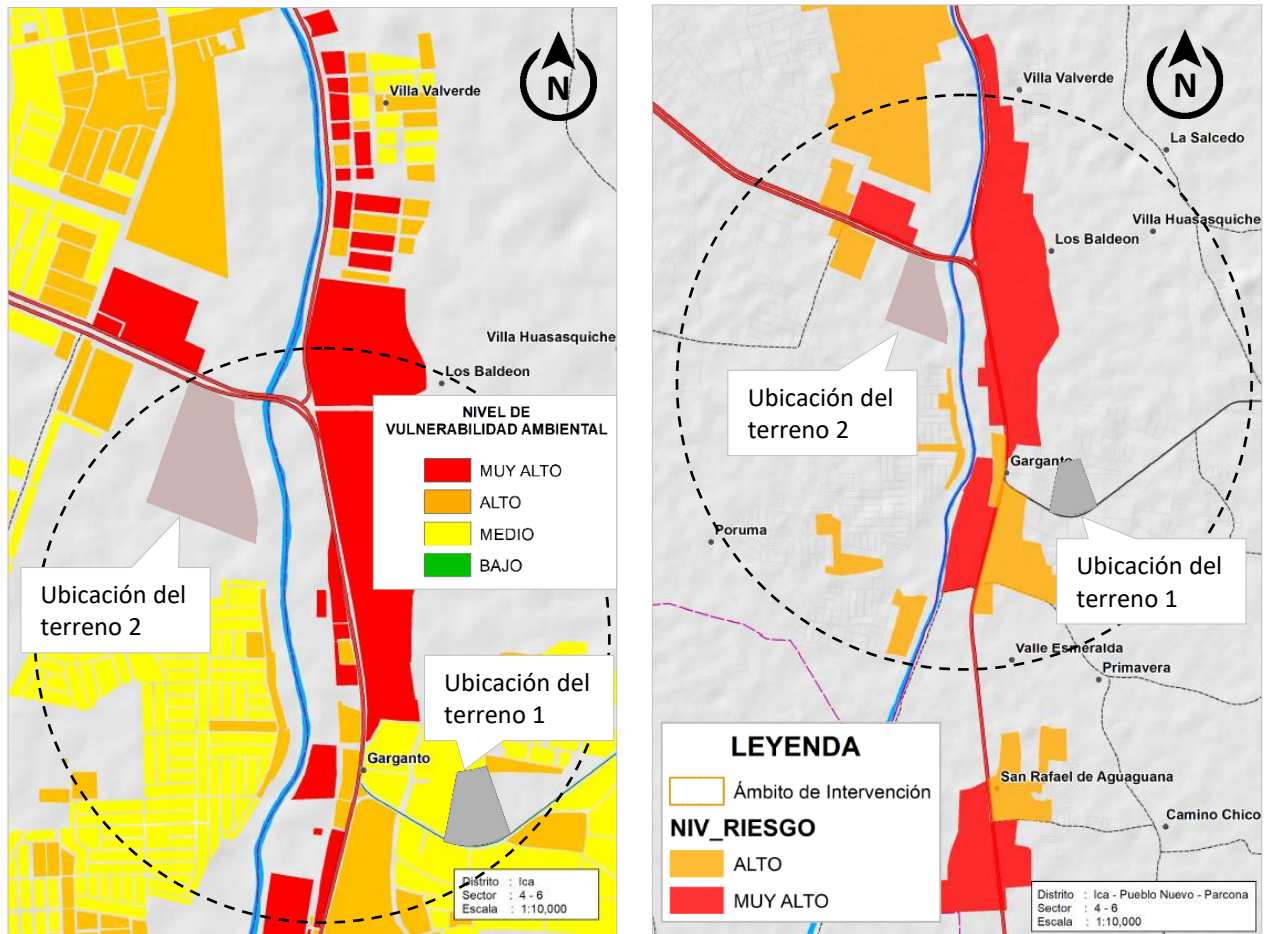 N
Villa Valverde
Villa Huasasquiche
Los Baldeon
NIVEL DE
VULNERABILIDAD AMBIENTAL
MUY ALTO
ALTO
MEDIO
BAJO
Ubicación del
terreno 2
Ubicación del
terreno 1
Garganto
Distrito : Ica
Sector : 4 - 6
Escala : 1:10,000
N
Villa Valverde
La Salcedo
Villa Huasasquiche
Los Baldeon
Ubicación del
terreno 2
Garganto
Poruma
Ubicación del
terreno 1
Valle Esmeralda
Primavera
LEYENDA
Ámbito de Intervención
NIV_RIESGO
ALTO
MUY ALTO
San Rafael de Aguaguana
Camino Chico
Distrito : Ica - Pueblo Nuevo - Parcona
Sector : 4 - 6
Escala : 1:10,000